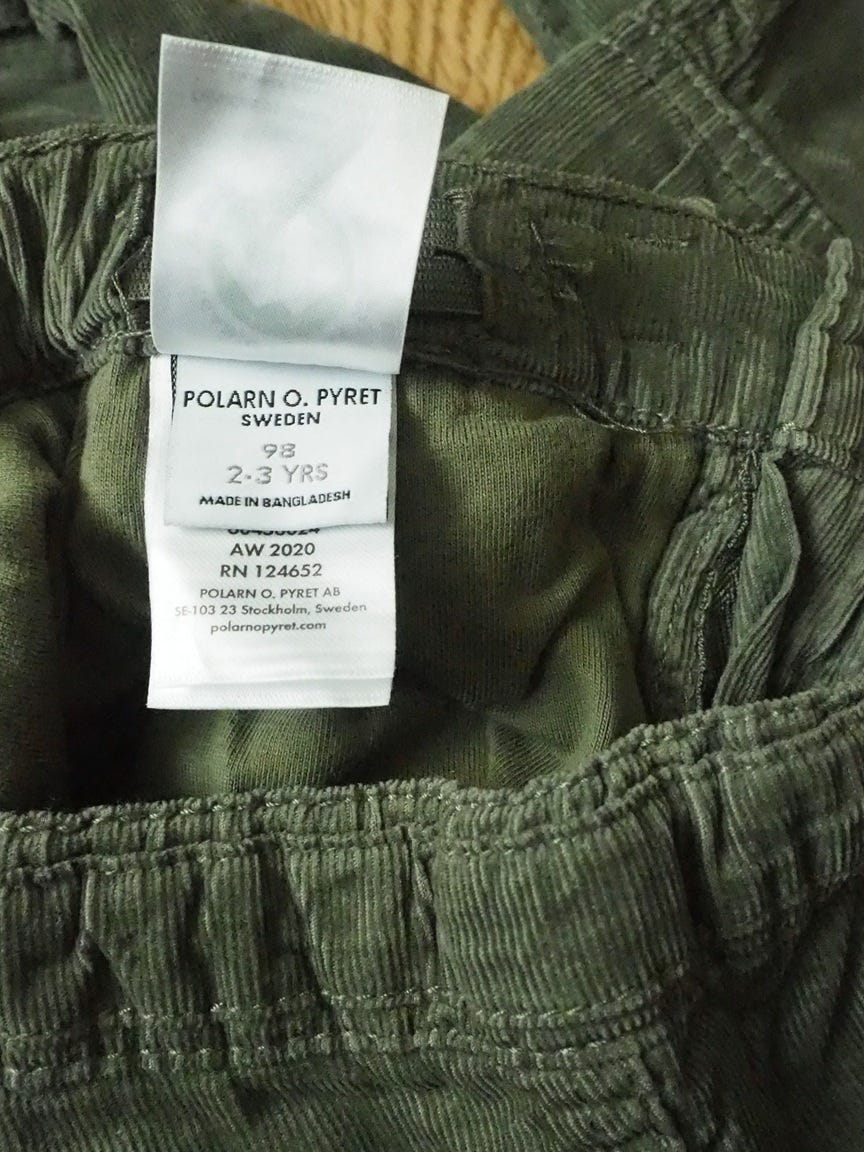 POLARN O. PYRET
SWEDEN
98
2-3 YRS
MADE IN BANGLADESH
AW 2020
RN 124652
POLARN O. PYRET AB
SE-103 23 Stockholm, Sweden
polarnopyret.com